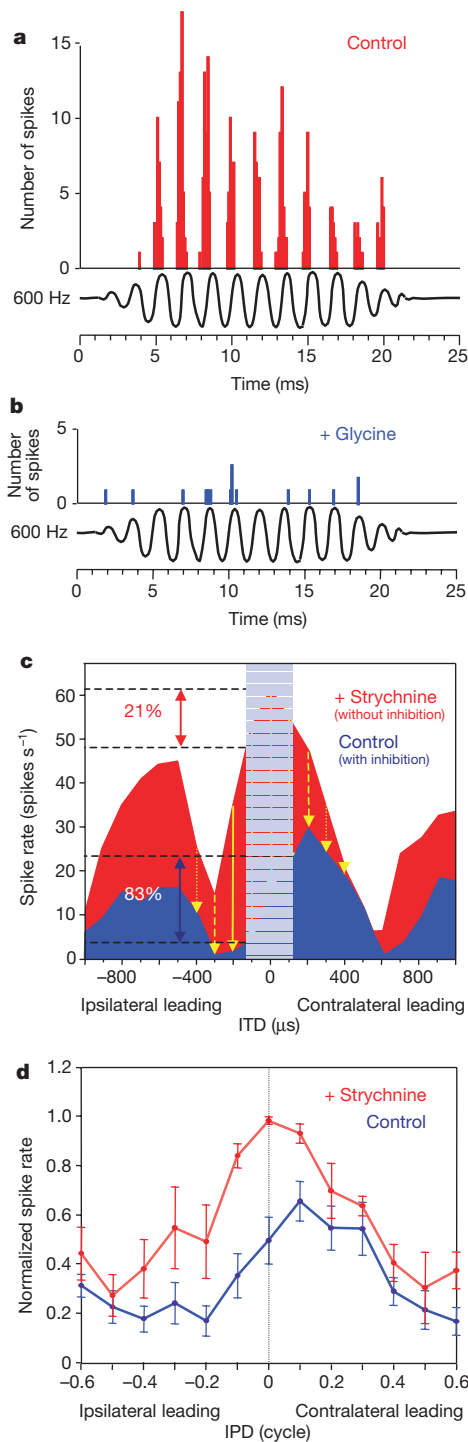 a
Control
Number of spikes
15
10
5
0
600 Hz
0 5 10 15 20 25
Time (ms)
b
+ Glycine
Number
of spikes
5
0
600 Hz
0 5 10 15 20 25
Time (ms)
c
+ Strychnine
(without inhibition)
Control
(with inhibition)
21%
83%
Spike rate (spikes s⁻¹)
60
50
40
30
20
10
0
−800 −400 0 400 800
Ipsilateral leading Contralateral leading
ITD (μs)
d
+ Strychnine
Control
Normalized spike rate
1.2
1.0
0.8
0.6
0.4
0.2
0
−0.6 −0.4 −0.2 0 0.2 0.4 0.6
Ipsilateral leading Contralateral leading
IPD (cycle)